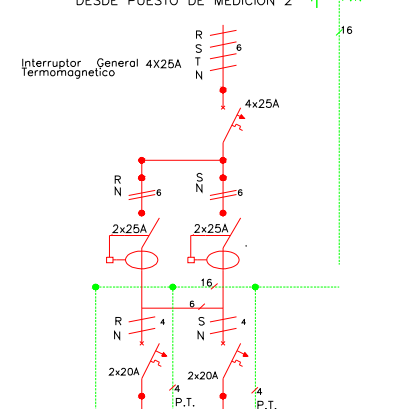 DESDE PUESTO DE MEDICION 2
16
R
S 6
T
N
Interruptor General 4X25A
Termomagnetico
4x25A
R S
N 6 N 6
2x25A 2x25A
16
6
R 4 S 4
N N
2x20A 2x20A
4 4
P.T. P.T.